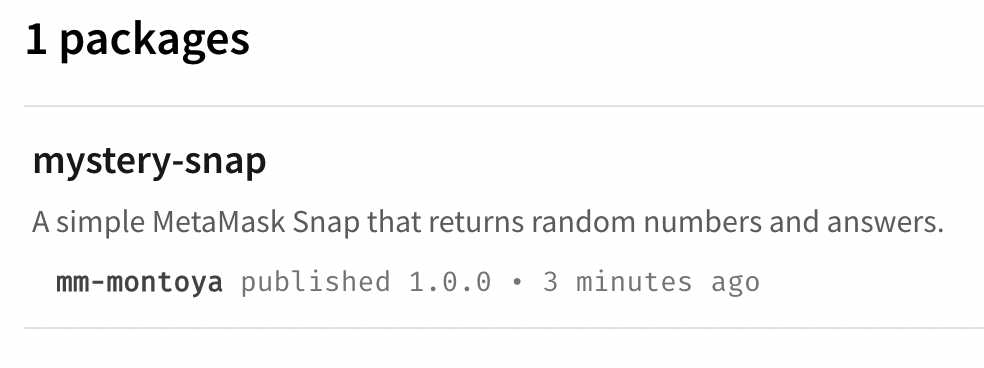 1 packages
mystery-snap
A simple MetaMask Snap that returns random numbers and answers.
mm-montoya published 1.0.0 • 3 minutes ago